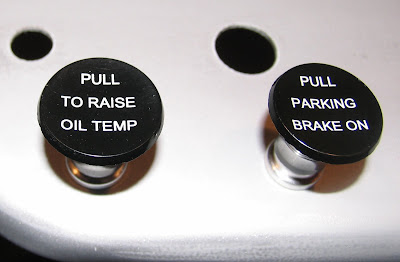 PULL
TO RAISE
OIL TEMP
PULL
PARKING
BRAKE ON